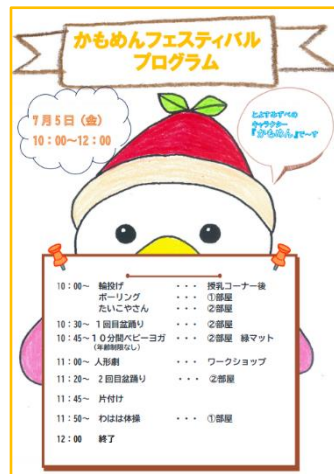 かもめんフェスティバル
プログラム
7月5日（金）
10：00～12：00
とよすみずべの
キャラクター
『かもめん』で～す
10：00～　輪投げ　・・・　授乳コーナー後
ボーリング　・・・　①部屋
たいこやさん　・・・　②部屋
10：30～　1回目盆踊り　・・・　②部屋
10：45～10分間ベビーヨガ　・・・　②部屋　緑マット
（年齢制限なし）
11：00～　人形劇　・・・　ワークショップ
11：20～　2回目盆踊り　・・・　②部屋
11：45～　片付け
11：50～　わはは体操　・・・　①部屋
12：00　終了